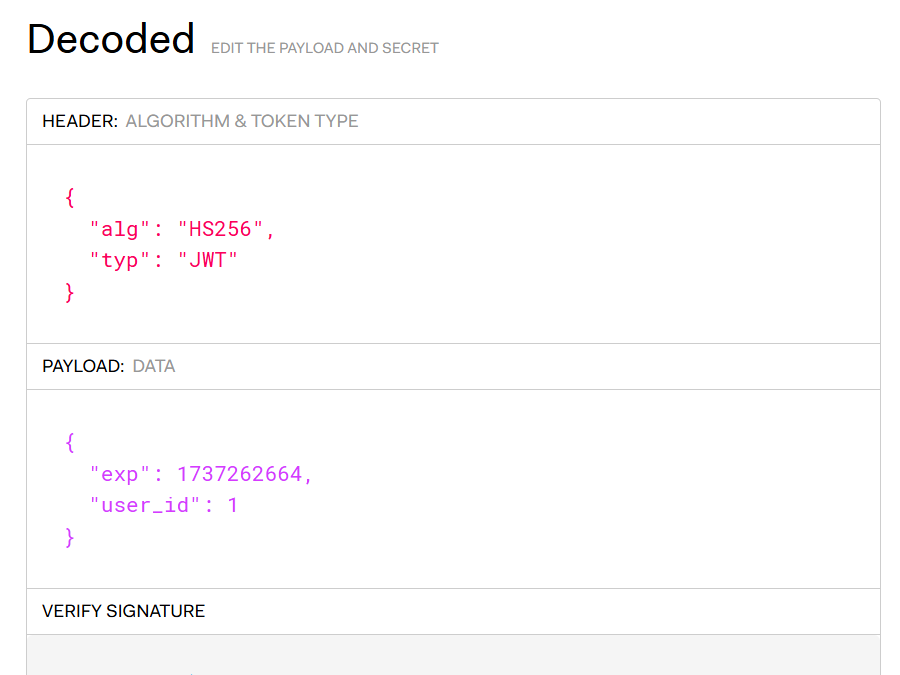 Decoded EDIT THE PAYLOAD AND SECRET
HEADER: ALGORITHM & TOKEN TYPE
{
"alg": "HS256",
"typ": "JWT"
}
PAYLOAD: DATA
{
"exp": 1737262664,
"user_id": 1
}
VERIFY SIGNATURE